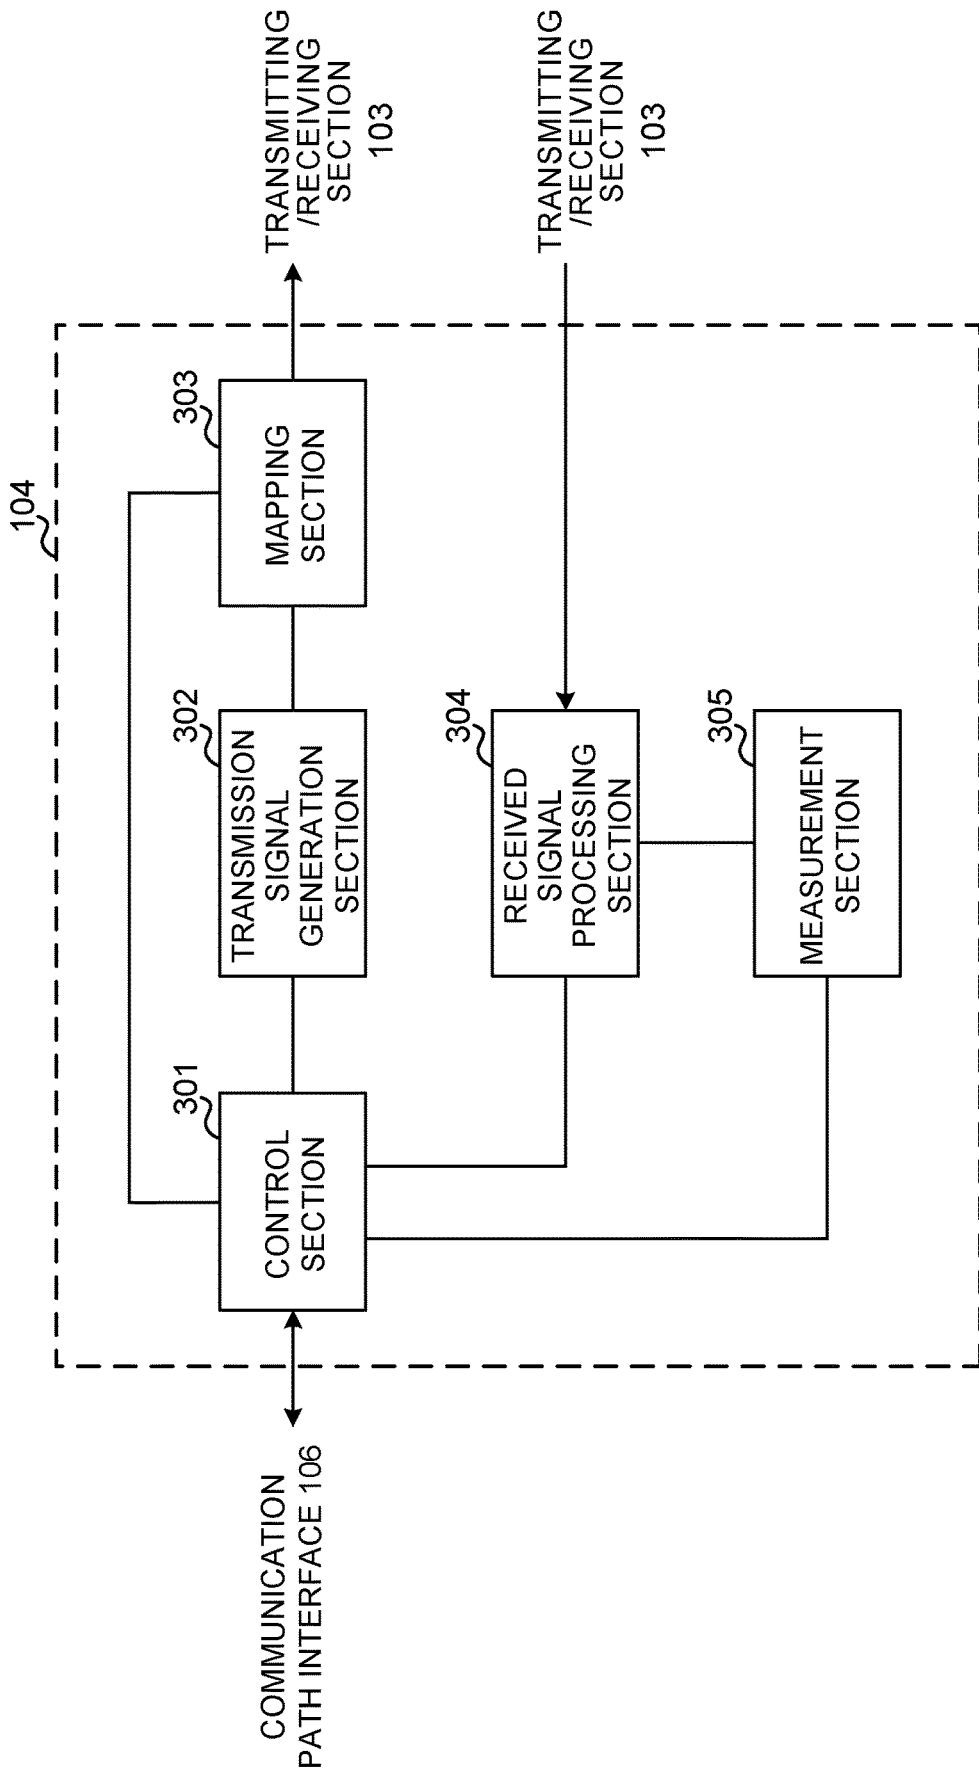 104
COMMUNICATION
PATH INTERFACE 106
301
CONTROL
SECTION
302
TRANSMISSION
SIGNAL
GENERATION
SECTION
303
MAPPING
SECTION
TRANSMITTING
/RECEIVING
SECTION
103
304
RECEIVED
SIGNAL
PROCESSING
SECTION
TRANSMITTING
/RECEIVING
SECTION
103
305
MEASUREMENT
SECTION